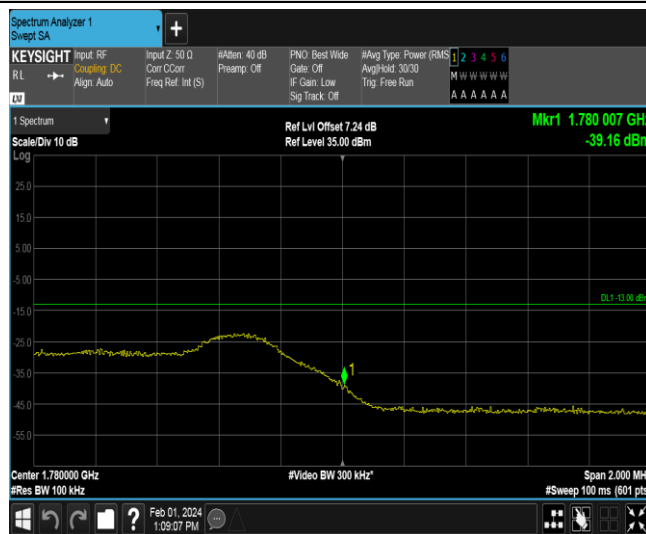 Spectrum Analyzer 1
Swept SA
+
KEYSIGHT
RL
Input: RF
Coupling: DC
Align: Auto
Input Z: 50 Ω
Corr CCorr
Freq Ref: Int (S)
#Atten: 40 dB
Preamp: Off
PNO: Best Wide
Gate: Off
IF Gain: Low
Sig Track: Off
#Avg Type: Power (RMS
Avg|Hold: 30/30
Trig: Free Run
1 2 3 4 5 6
M W W W W W
A A A A A A
LXI
1 Spectrum
Scale/Div 10 dB
Ref Lvl Offset 7.24 dB
Ref Level 35.00 dBm
Mkr1 1.780 007 GHz
-39.16 dBm
Log
25.0
15.0
5.00
-5.00
-15.0
-25.0
-35.0
-45.0
-55.0
DL1 -13.00 dBm
1
Center 1.780000 GHz
#Res BW 100 kHz
#Video BW 300 kHz*
Span 2.000 MH
#Sweep 100 ms (601 pts
?
Feb 01, 2024
1:09:07 PM